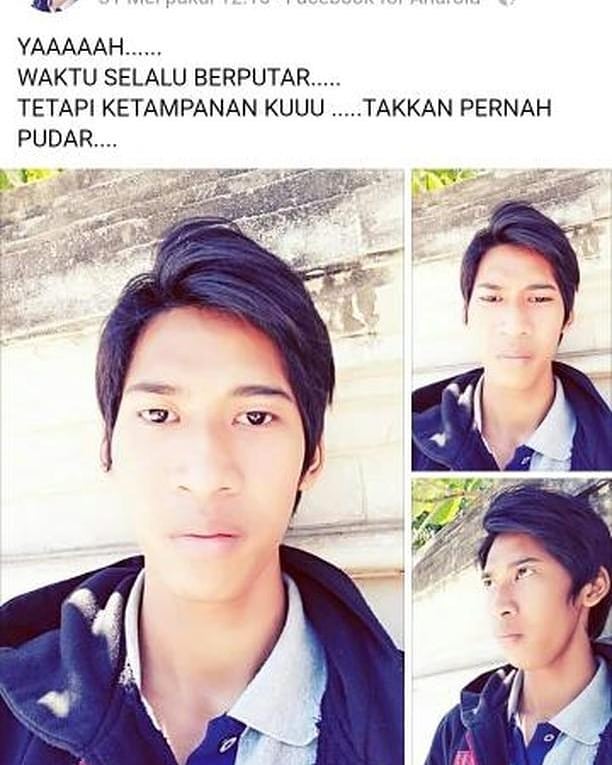 YAAAAAH......
WAKTU SELALU BERPUTAR.....
TETAPI KETAMPANAN KUUU .....TAKKAN PERNAH
PUDAR....